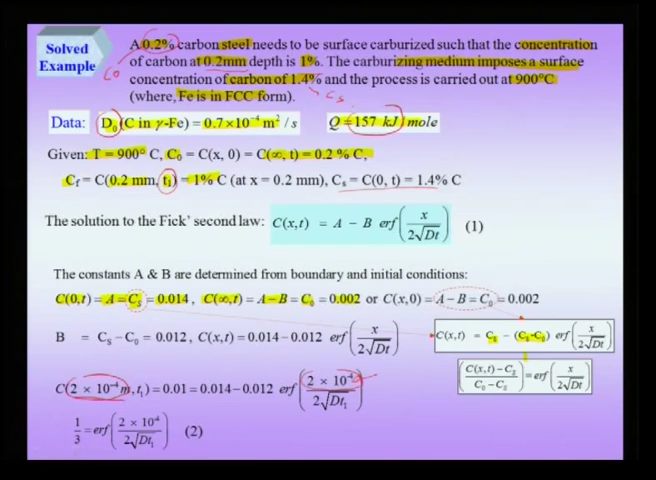 Solved
Example
A 0.2% carbon steel needs to be surface carburized such that the concentration
of carbon at 0.2mm depth is 1%. The carburizing medium imposes a surface
concentration of carbon of 1.4% and the process is carried out at 900°C
(where, Fe is in FCC form).
C₀
Cₛ
Data: D₀ (C in γ-Fe) = 0.7×10⁻⁴ m² / s Q = 157 kJ / mole
Given: T = 900° C, C₀ = C(x, 0) = C(∞, t) = 0.2 % C,
C_f = C(0.2 mm, t₁) = 1% C (at x = 0.2 mm), Cₛ = C(0, t) = 1.4% C
The solution to the Fick' second law: C(x,t) = A − B erf(x / 2√Dt) (1)
The constants A & B are determined from boundary and initial conditions:
C(0,t) = A = Cₛ = 0.014, C(∞,t) = A−B = C₀ = 0.002 or C(x,0) = A−B = C₀ = 0.002
B = Cₛ − C₀ = 0.012, C(x,t) = 0.014 − 0.012 erf(x / 2√Dt)
C(x,t) = Cₛ − (Cₛ-C₀) erf(x / 2√Dt)
(C(x,t) − Cₛ) / (C₀ − Cₛ) = erf(x / 2√Dt)
C(2 × 10⁻⁴ m, t₁) = 0.01 = 0.014 − 0.012 erf(2 × 10⁻⁴ / 2√Dt₁)
1/3 = erf(2 × 10⁻⁴ / 2√Dt₁) (2)